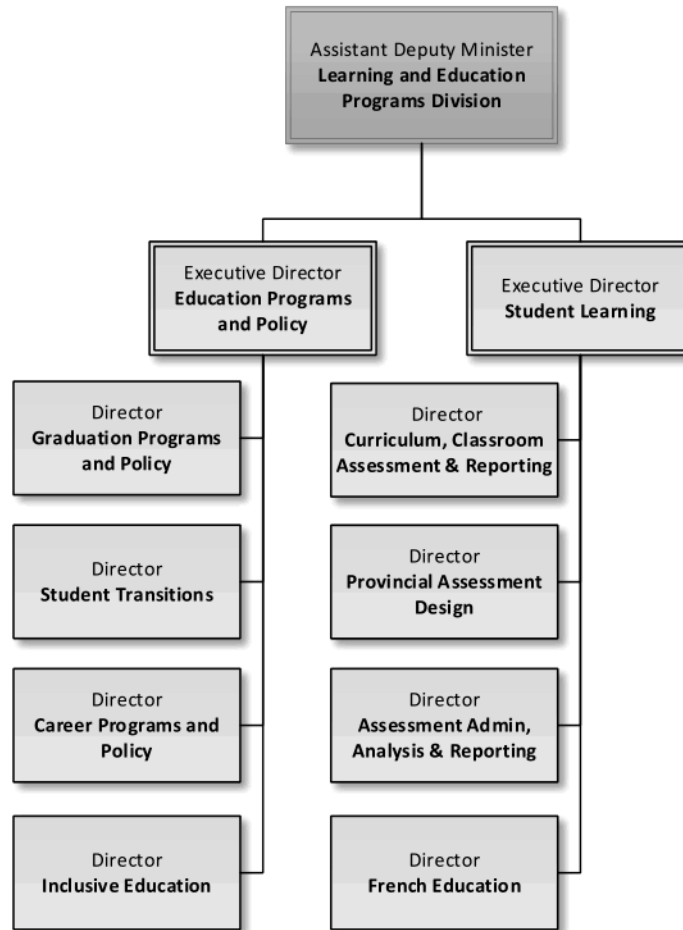 Assistant Deputy Minister
Learning and Education
Programs Division
Executive Director
Education Programs
and Policy
Executive Director
Student Learning
Director
Graduation Programs
and Policy
Director
Student Transitions
Director
Career Programs and
Policy
Director
Inclusive Education
Director
Curriculum, Classroom
Assessment & Reporting
Director
Provincial Assessment
Design
Director
Assessment Admin,
Analysis & Reporting
Director
French Education